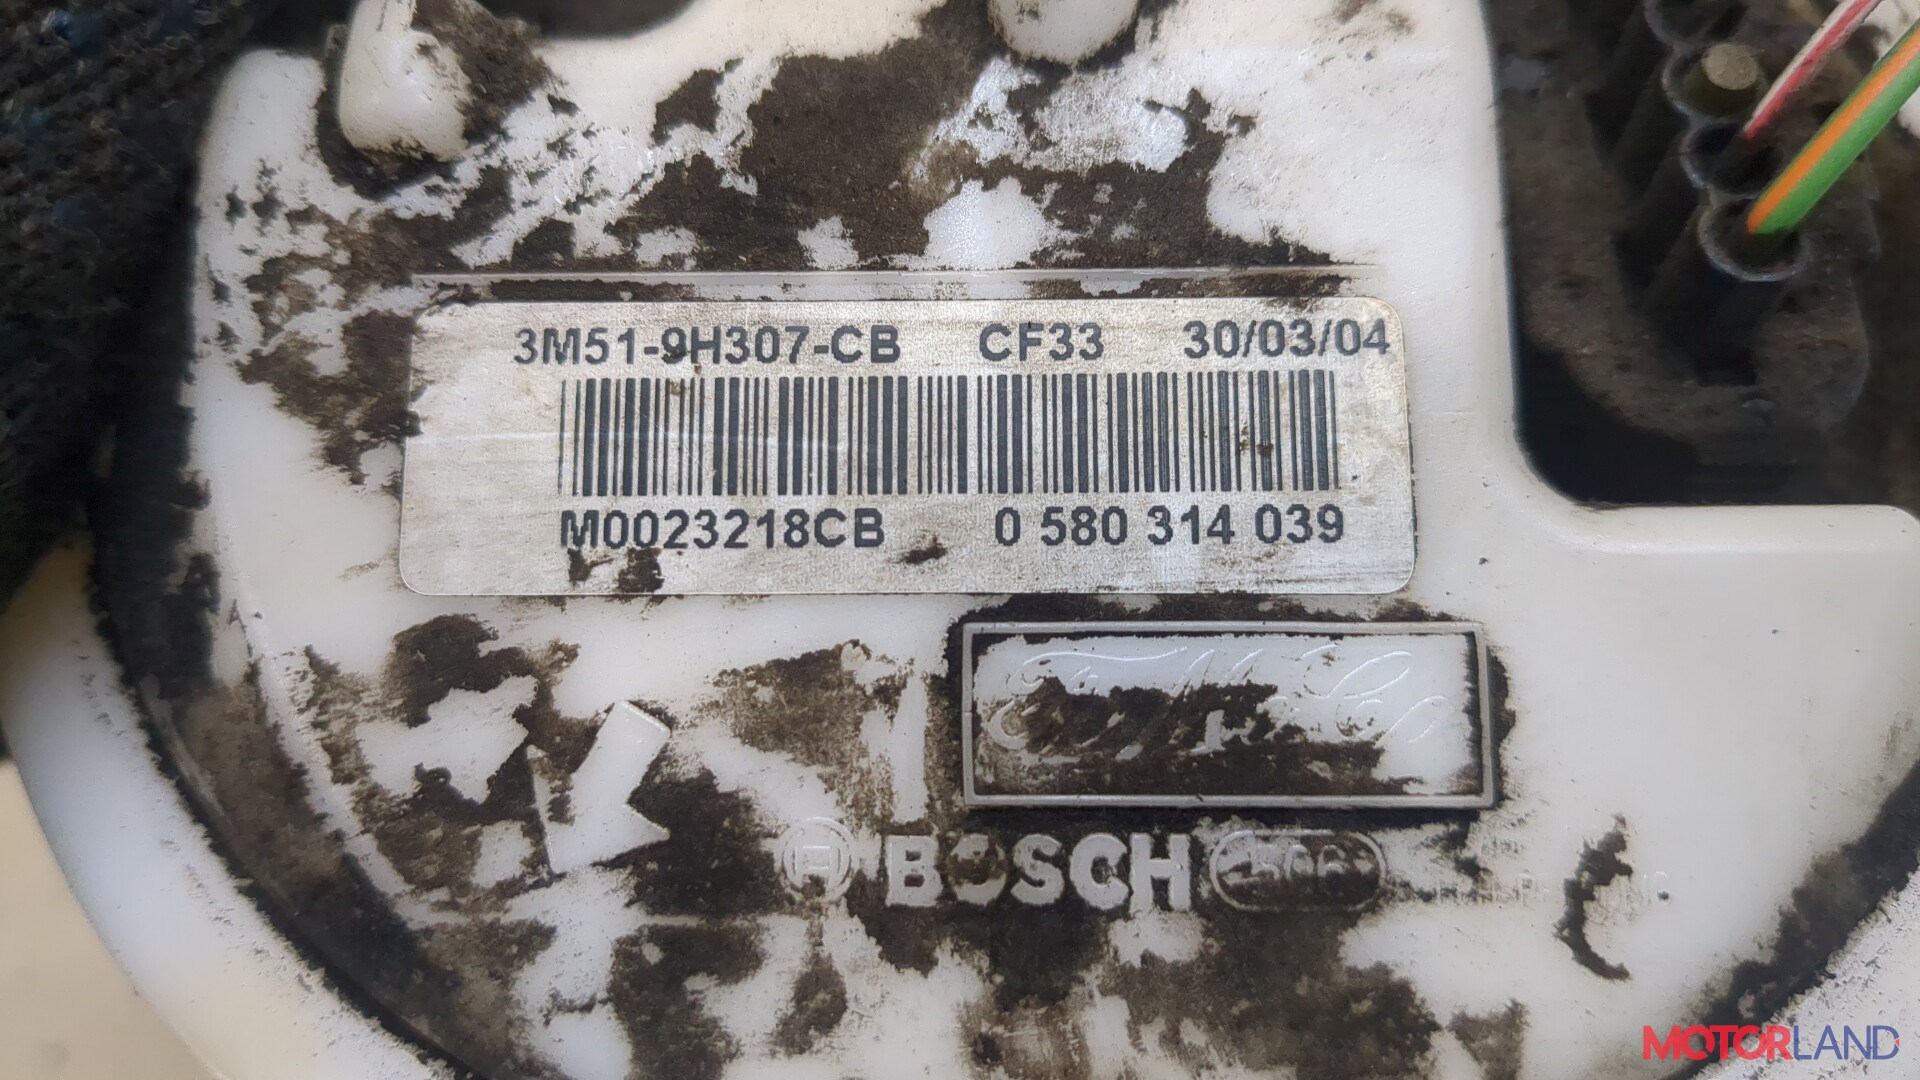 3M51-9H307-CB CF33 30/03/04
M0023218CB 0 580 314 039
BOSCH
MOTORLAND